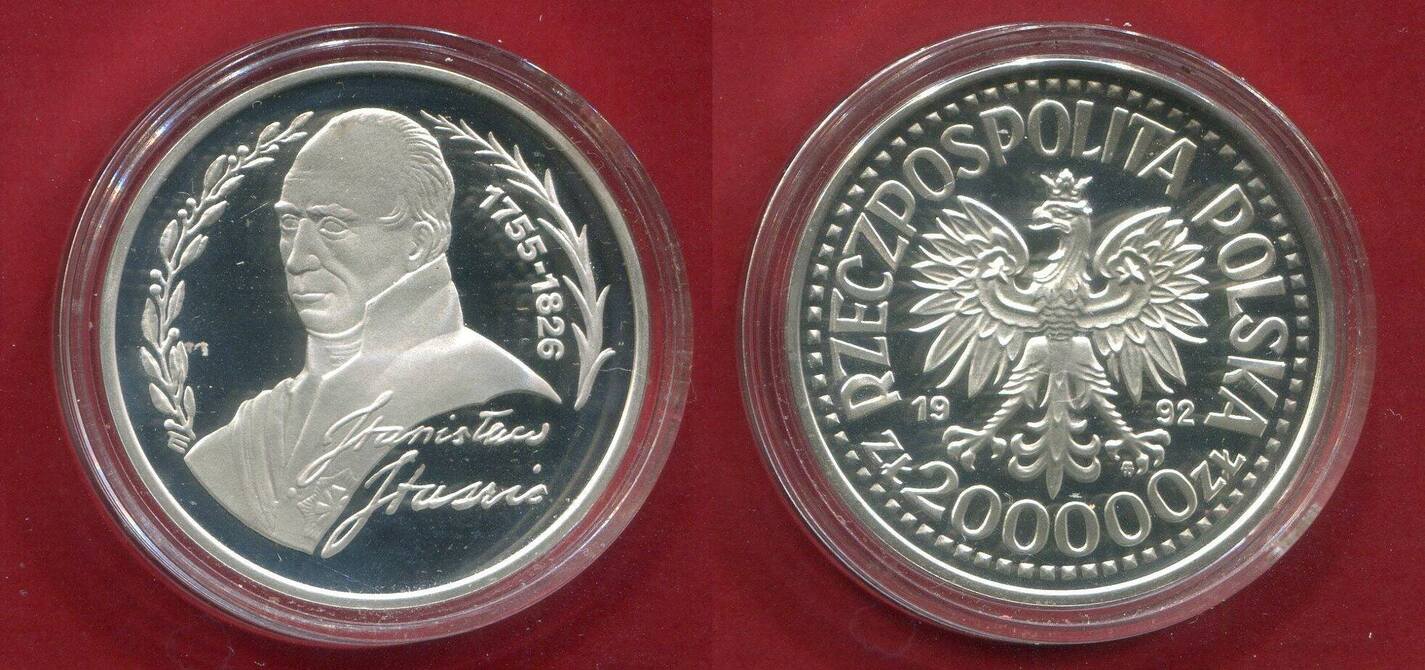 1755-1826
Stanisław
Staszic
RZECZPOSPOLITA POLSKA
19 92
ZŁ 200000 ZŁ